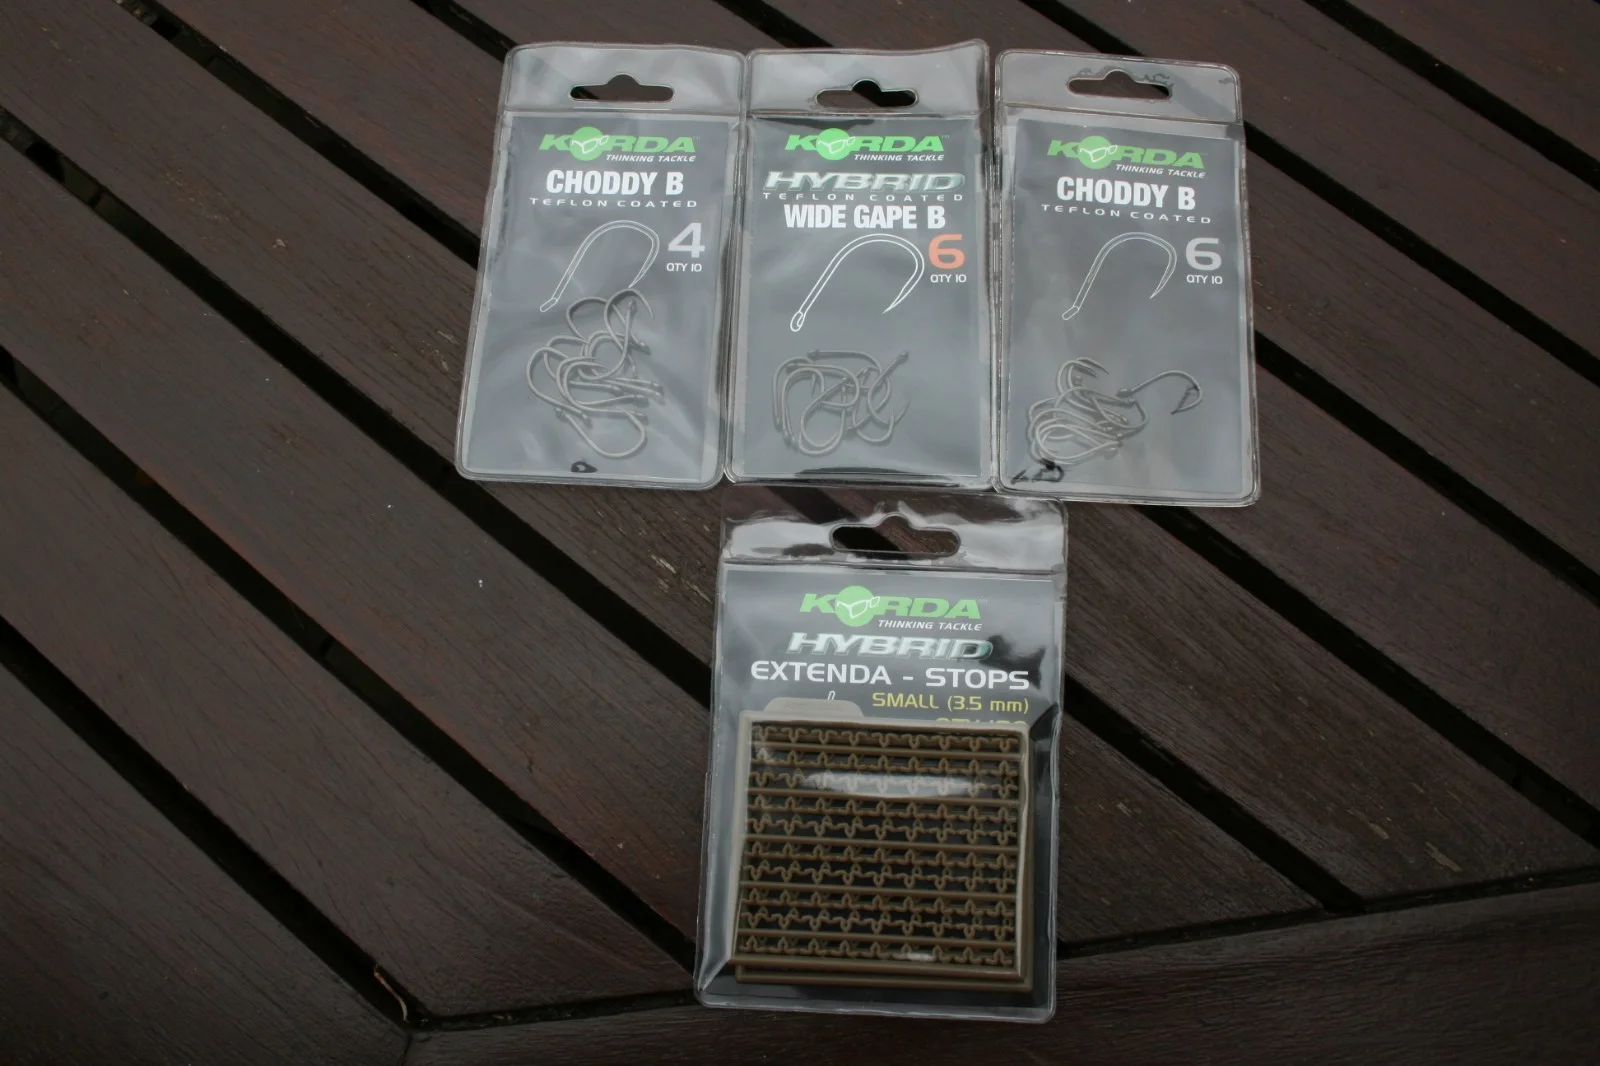 KORDA
THINKING TACKLE
CHODDY B
TEFLON COATED
4
QTY 10
KORDA
THINKING TACKLE
HYBRID
TEFLON COATED
WIDE GAPE B
6
QTY 10
KORDA
THINKING TACKLE
CHODDY B
TEFLON COATED
6
QTY 10
KORDA
THINKING TACKLE
HYBRID
EXTENDA - STOPS
SMALL (3.5 mm)